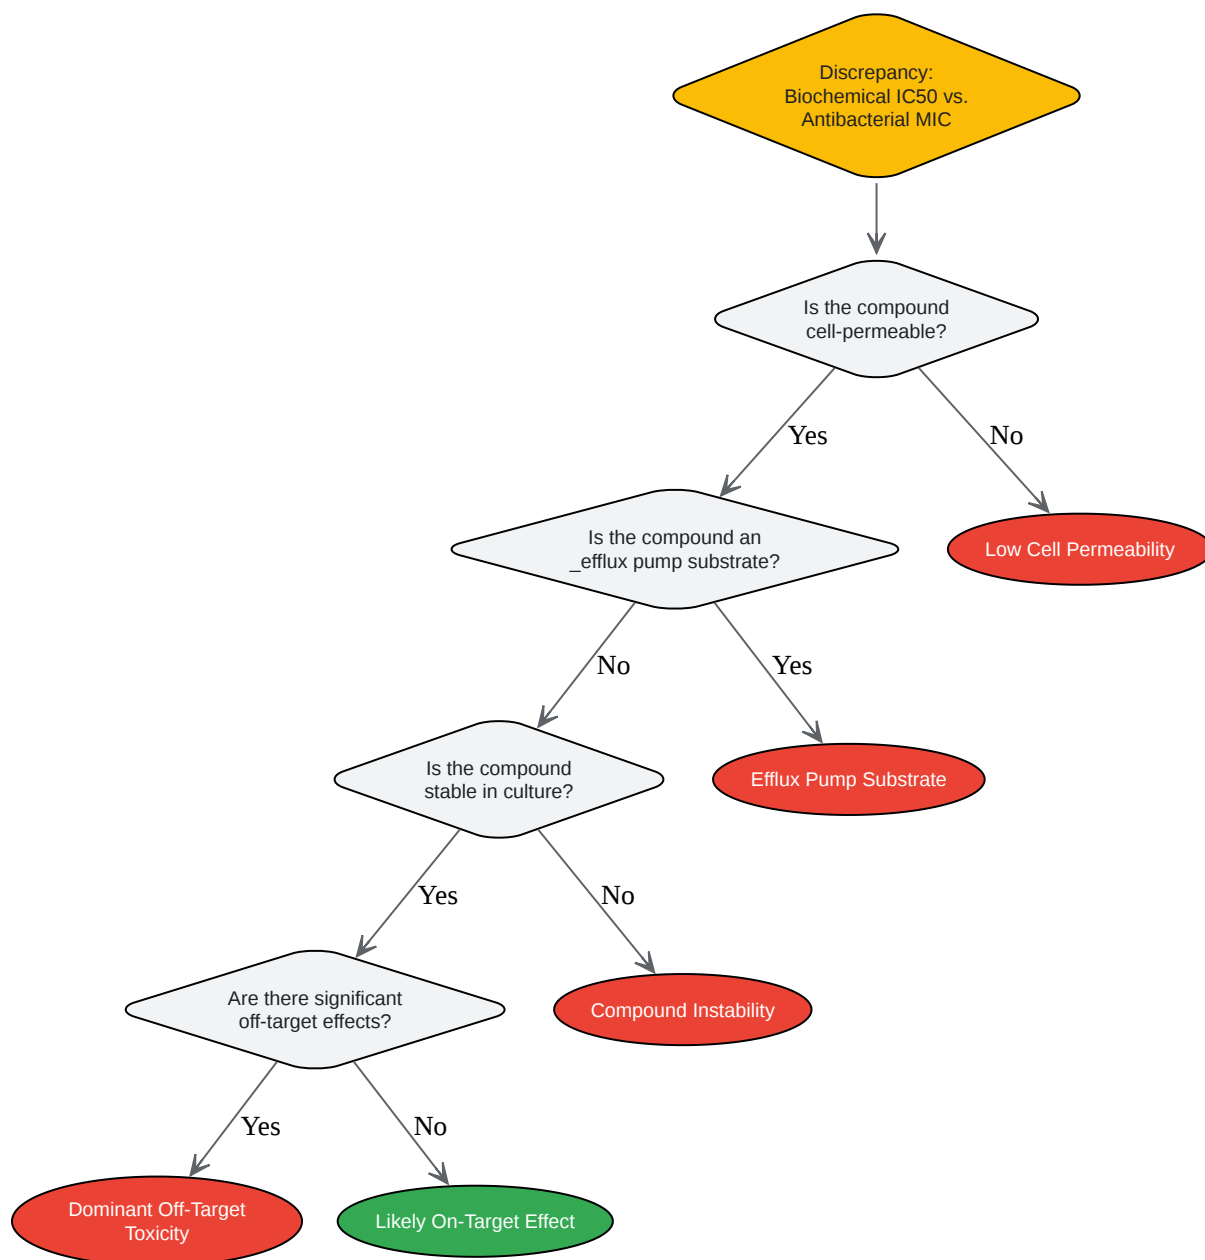 Discrepancy:
Biochemical IC50 vs.
Antibacterial MIC
Is the compound
cell-permeable?
Yes
No
Is the compound an
_efflux pump substrate?
Low Cell Permeability
No
Yes
Is the compound
stable in culture?
Efflux Pump Substrate
Yes
No
Are there significant
off-target effects?
Compound Instability
Yes
No
Dominant Off-Target
Toxicity
Likely On-Target Effect